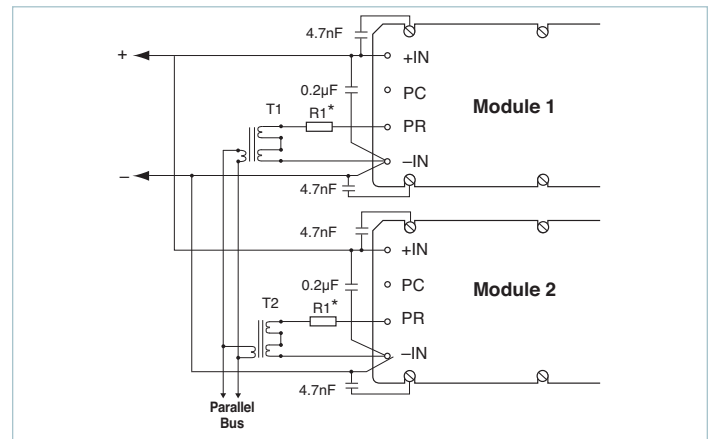 4.7nF
+
+IN
0.2µF
PC
Module 1
T1
R1*
PR
–IN
–
4.7nF
4.7nF
+IN
0.2µF
PC
Module 2
T2
R1*
PR
–IN
4.7nF
Parallel
Bus